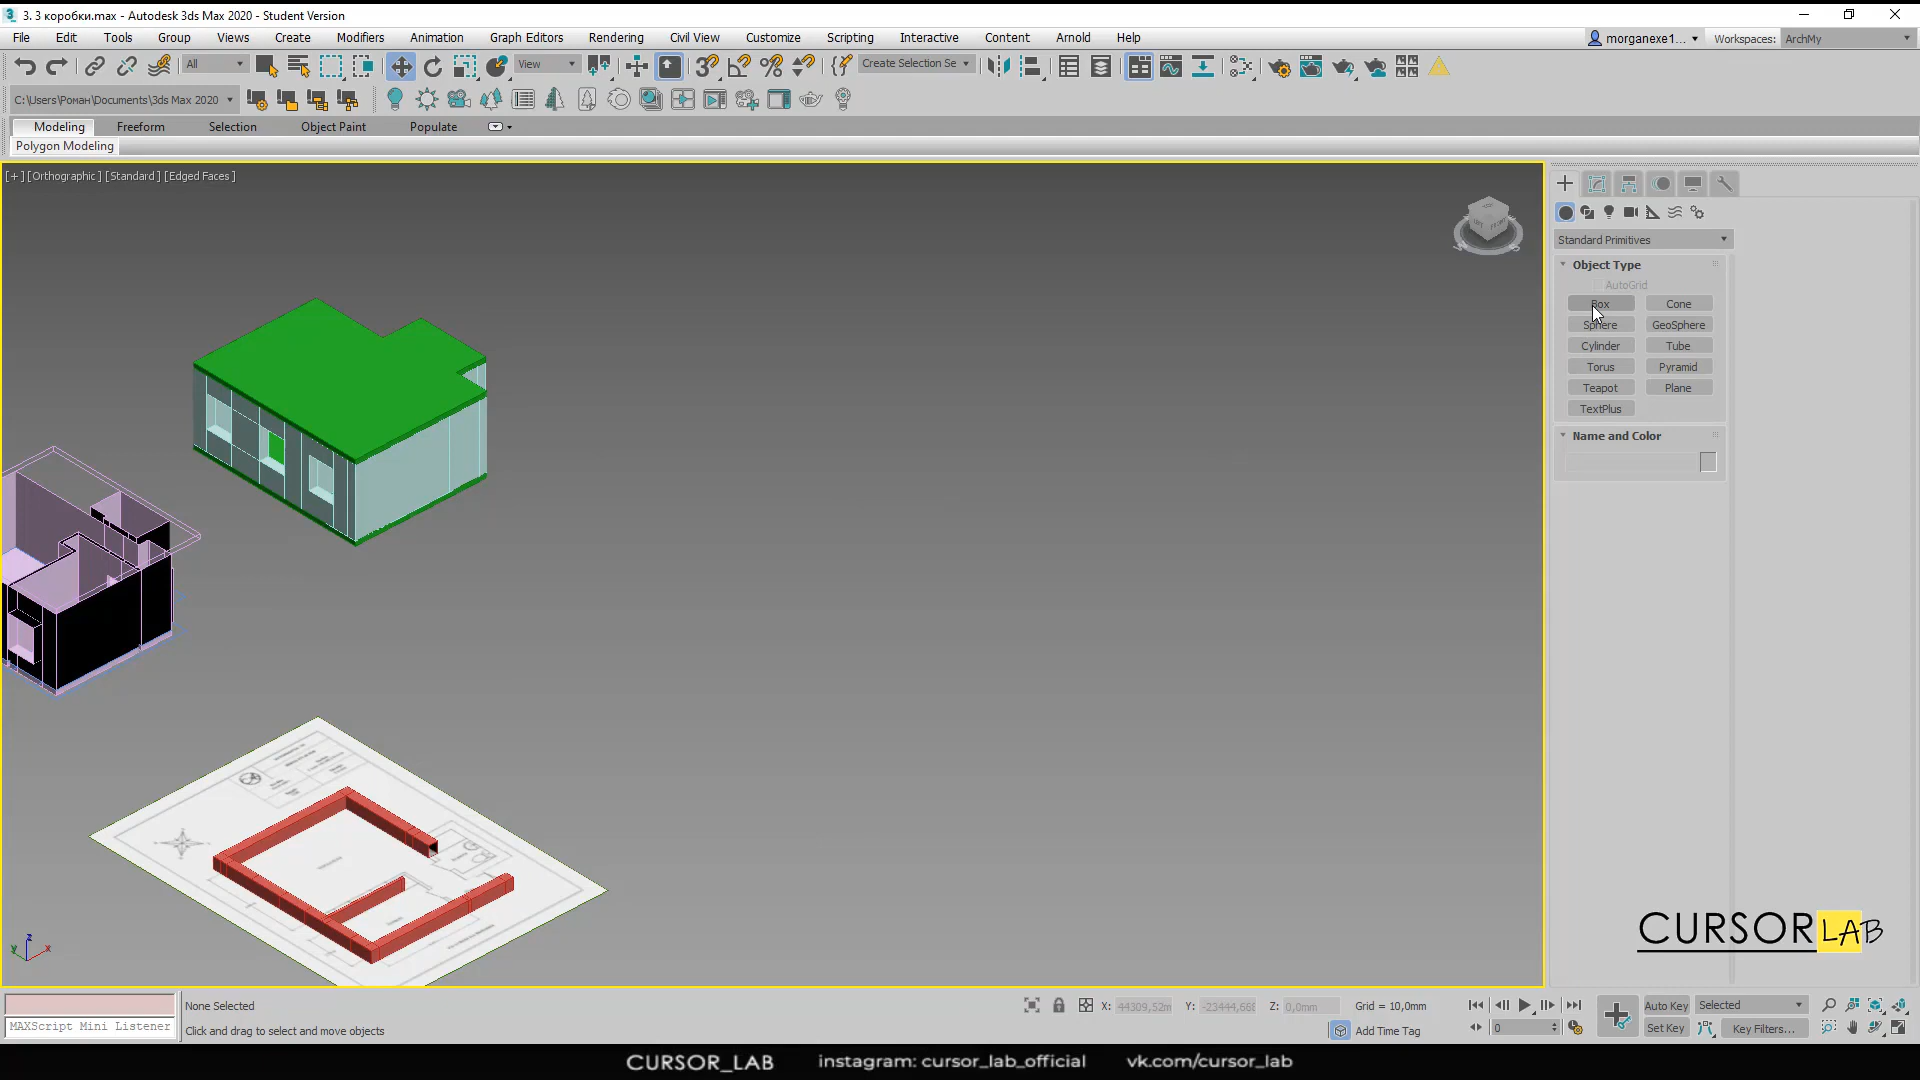 3. 3 коробки.max - Autodesk 3ds Max 2020 - Student Version
File Edit Tools Group Views Create Modifiers Animation Graph Editors Rendering Civil View Customize Scripting Interactive Content Arnold Help
morganexe1... Workspaces: ArchMy
All View Create Selection Se
C:\Users\Роман\Documents\3ds Max 2020
Modeling Freeform Selection Object Paint Populate
Polygon Modeling
[+] [Orthographic] [Standard] [Edged Faces]
Standard Primitives
Object Type
AutoGrid
Box Cone
Sphere GeoSphere
Cylinder Tube
Torus Pyramid
Teapot Plane
TextPlus
Name and Color
CURSOR LAB
None Selected
X: 44309,52m Y: -23444,668 Z: 0,0mm Grid = 10,0mm
Auto Key Selected
MAXScript Mini Listener
Click and drag to select and move objects
Add Time Tag
0
Set Key Key Filters...
CURSOR_LAB instagram: cursor_lab_official vk.com/cursor_lab